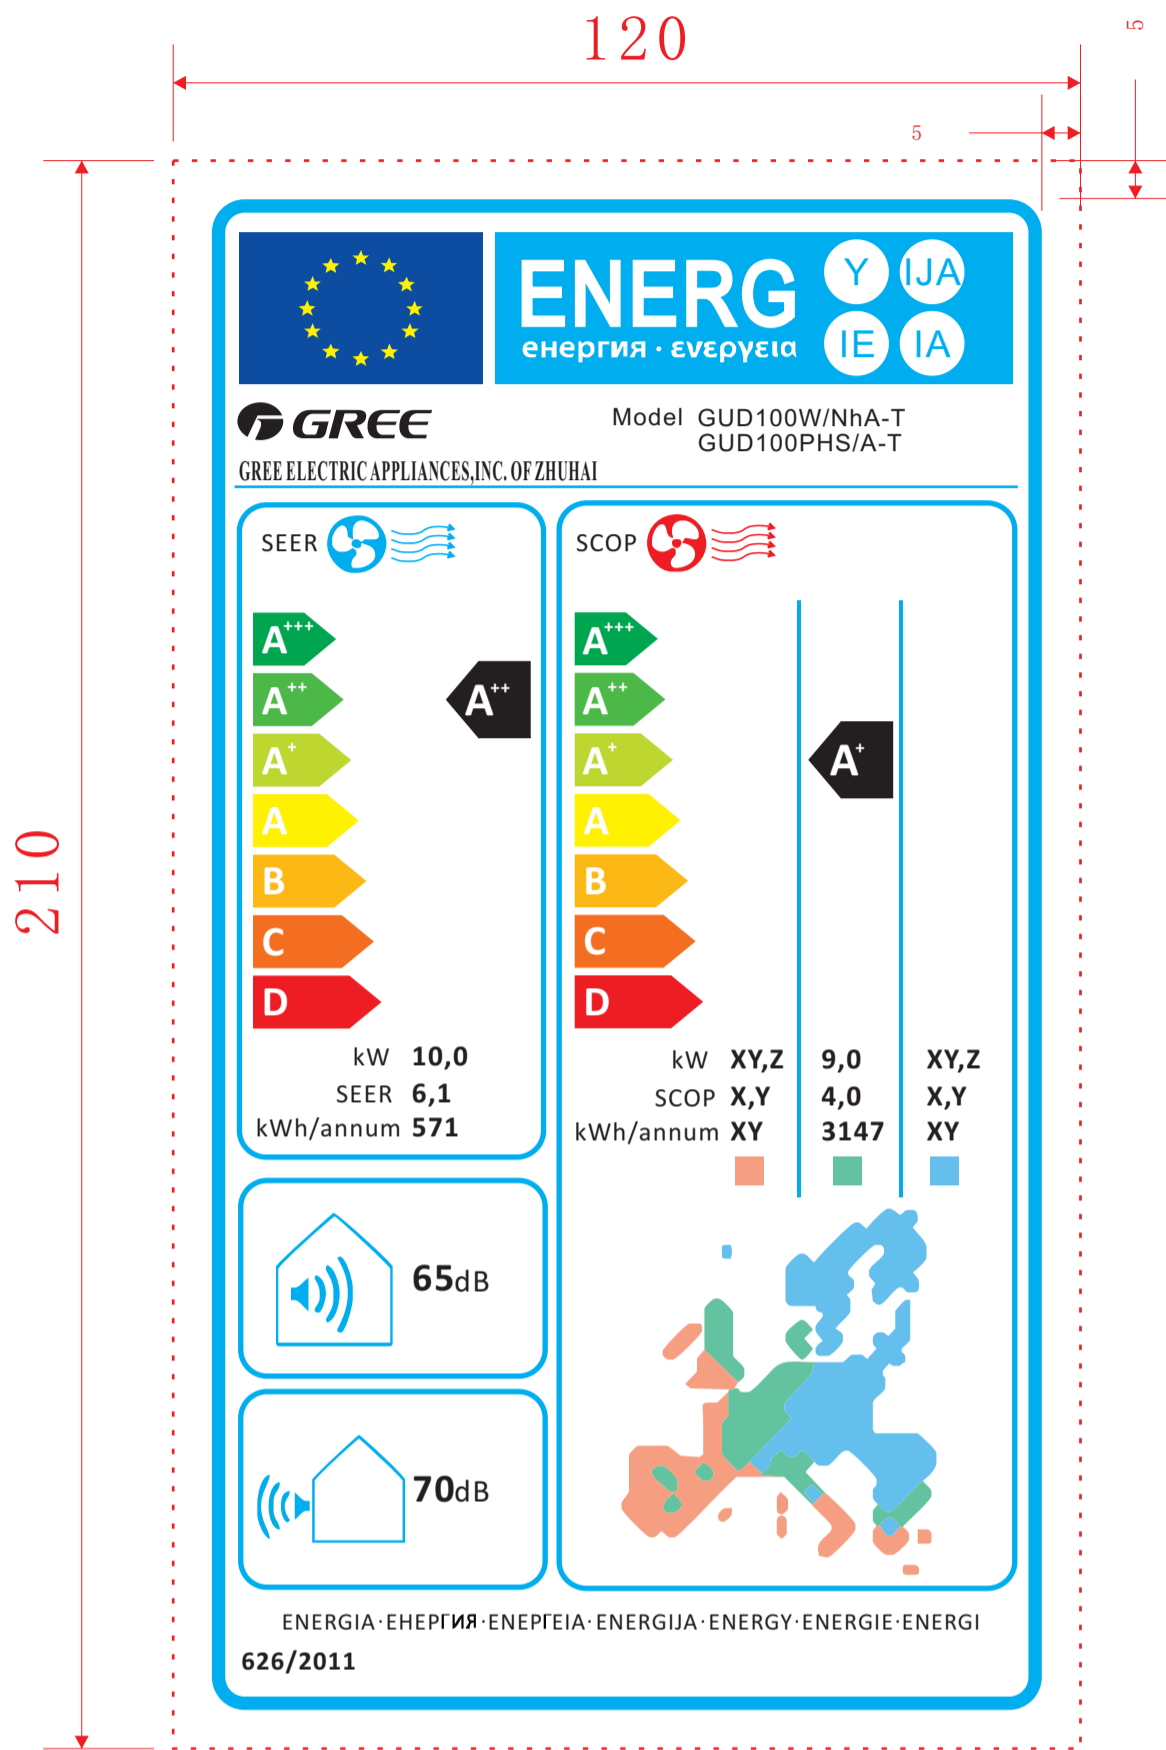 120
5
5
210
ENERG
енергия · ενεργεια
Y IJA
IE IA
GREE
Model GUD100W/NhA-T
GUD100PHS/A-T
GREE ELECTRIC APPLIANCES,INC. OF ZHUHAI
SEER
A+++
A++
A+
A
B
C
D
A++
kW 10,0
SEER 6,1
kWh/annum 571
SCOP
A+++
A++
A+
A
B
C
D
A+
kW XY,Z 9,0 XY,Z
SCOP X,Y 4,0 X,Y
kWh/annum XY 3147 XY
65dB
70dB
ENERGIA·ЕНЕРГИЯ·ΕΝΕΡΓΕΙΑ·ENERGIJA·ENERGY·ENERGIE·ENERGI
626/2011